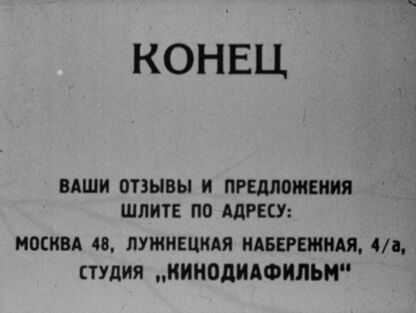 КОНЕЦ
ВАШИ ОТЗЫВЫ И ПРЕДЛОЖЕНИЯ
ШЛИТЕ ПО АДРЕСУ:
МОСКВА 48, ЛУЖНЕЦКАЯ НАБЕРЕЖНАЯ, 4/а,
СТУДИЯ „КИНОДИАФИЛЬМ“